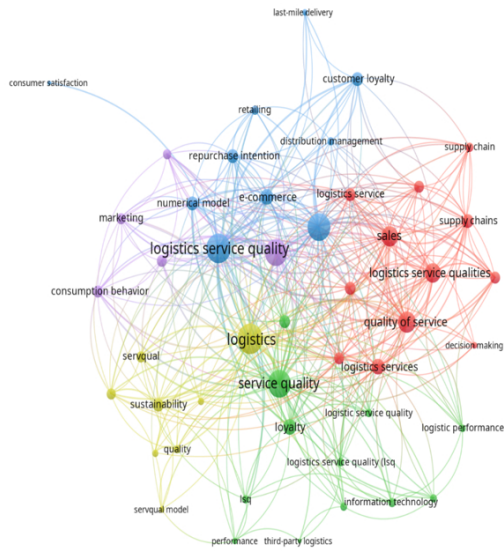 last-mile delivery
customer loyalty
consumer satisfaction
retailing
distribution management
supply chain
repurchase intention
e-commerce
logistics service
numerical model
marketing
supply chains
sales
logistics service quality
logistics service qualities
consumption behavior
quality of service
logistics
decision making
servqual
logistics services
service quality
sustainability
logistic service quality
loyalty
logistic performance
quality
logistics service quality (lsq
lsq
information technology
servqual model
performance
third-party logistics